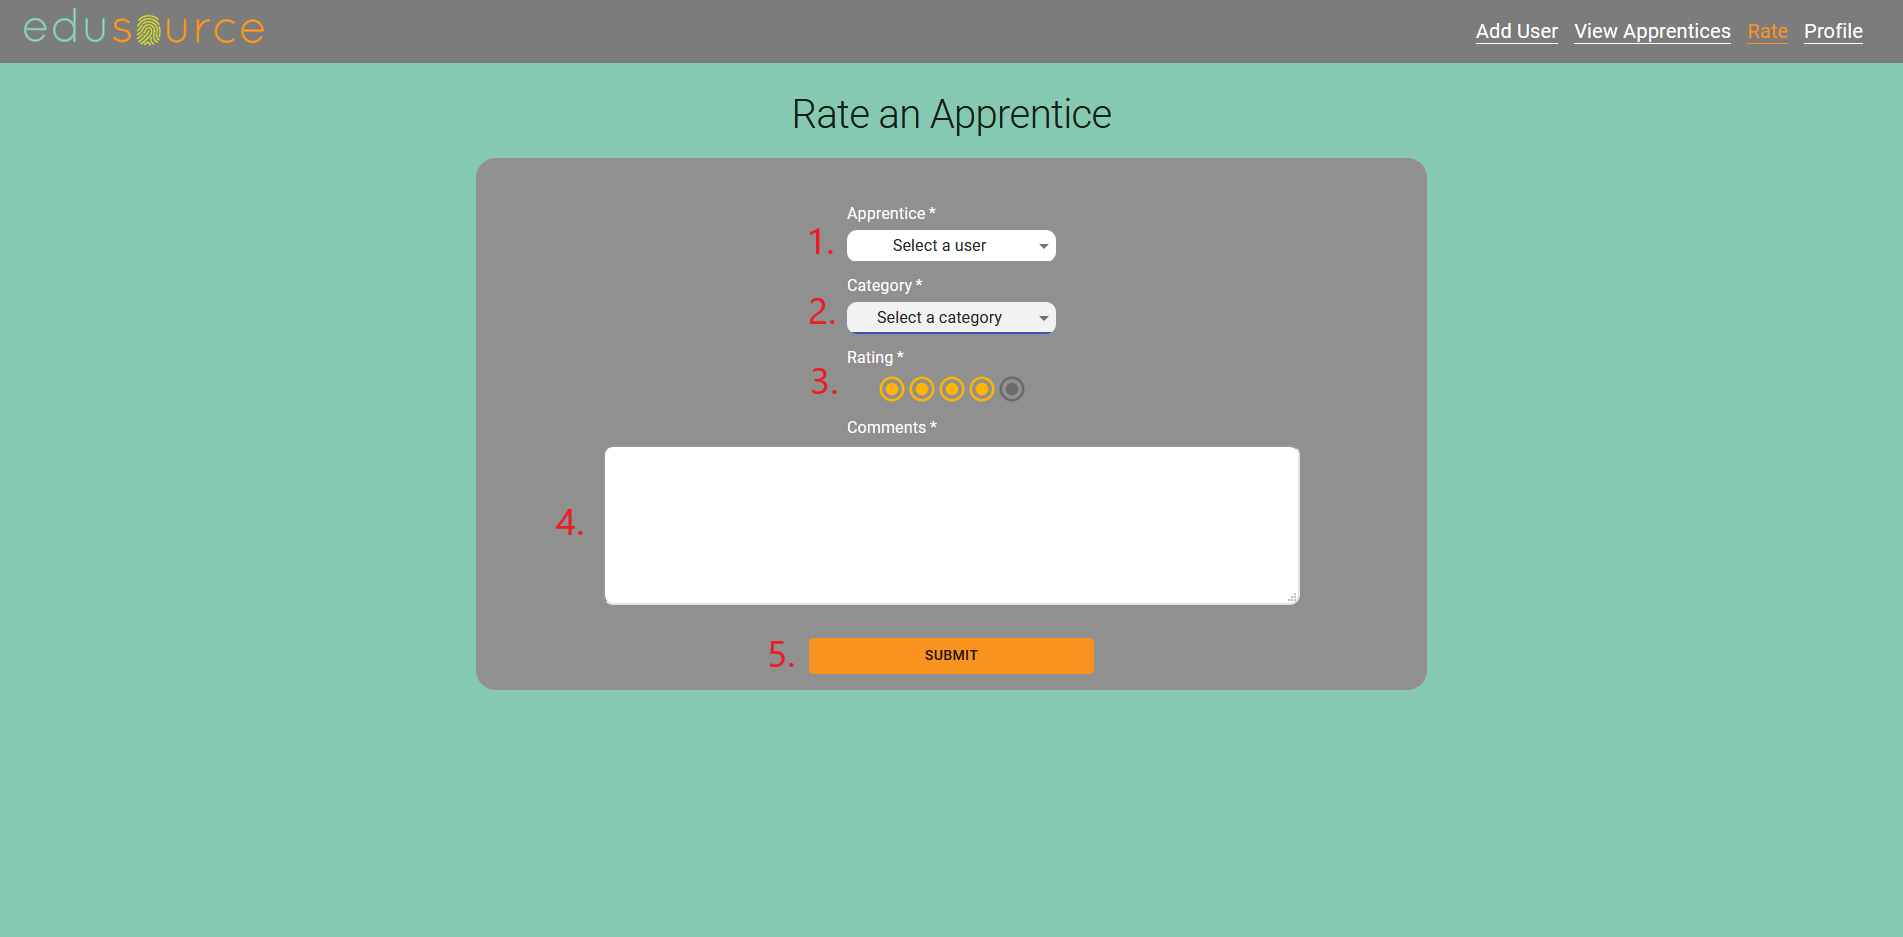 edusource
Add User View Apprentices Rate Profile
Rate an Apprentice
Apprentice *
1. Select a user
Category *
2. Select a category
Rating *
3.
Comments *
4.
5. SUBMIT